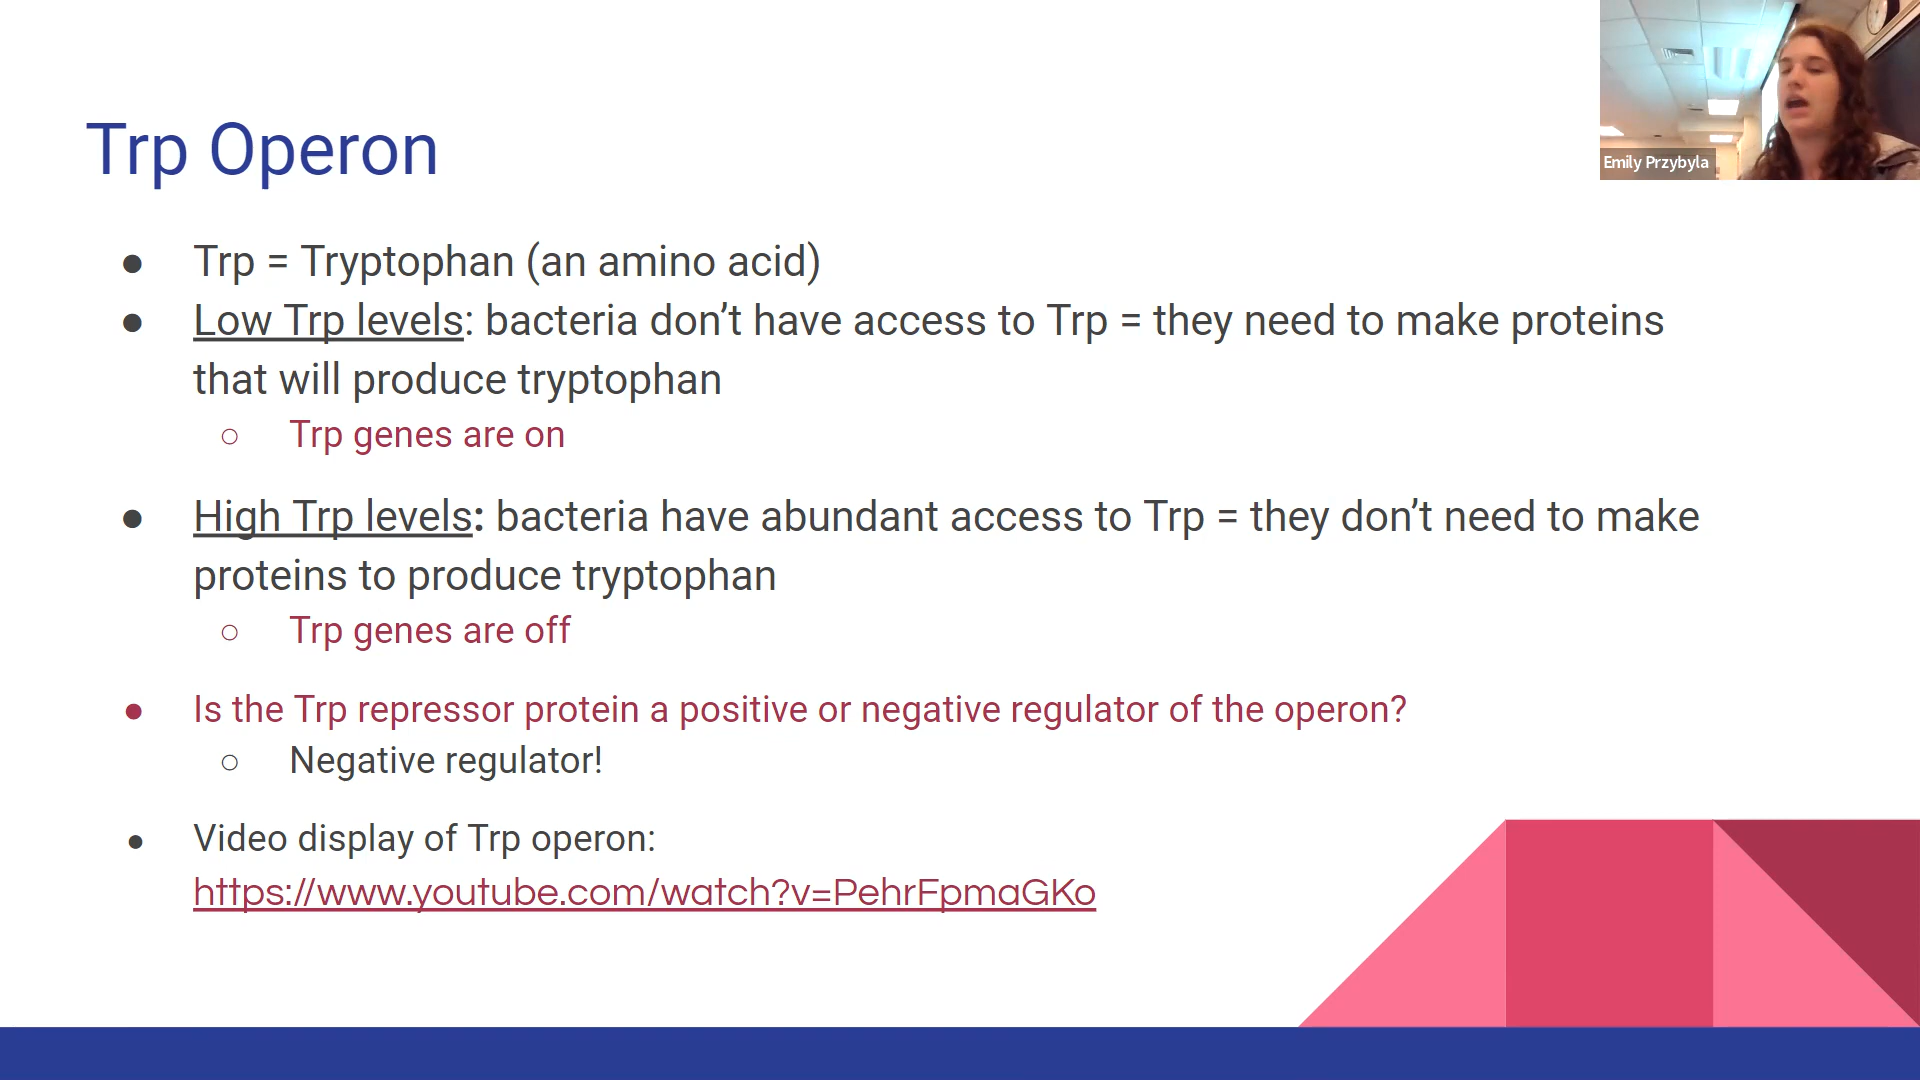 Trp Operon
Emily Przybyla
● Trp = Tryptophan (an amino acid)
● Low Trp levels: bacteria don’t have access to Trp = they need to make proteins
that will produce tryptophan
○ Trp genes are on
● High Trp levels: bacteria have abundant access to Trp = they don’t need to make
proteins to produce tryptophan
○ Trp genes are off
● Is the Trp repressor protein a positive or negative regulator of the operon?
○ Negative regulator!
● Video display of Trp operon:
https://www.youtube.com/watch?v=PehrFpmaGKo